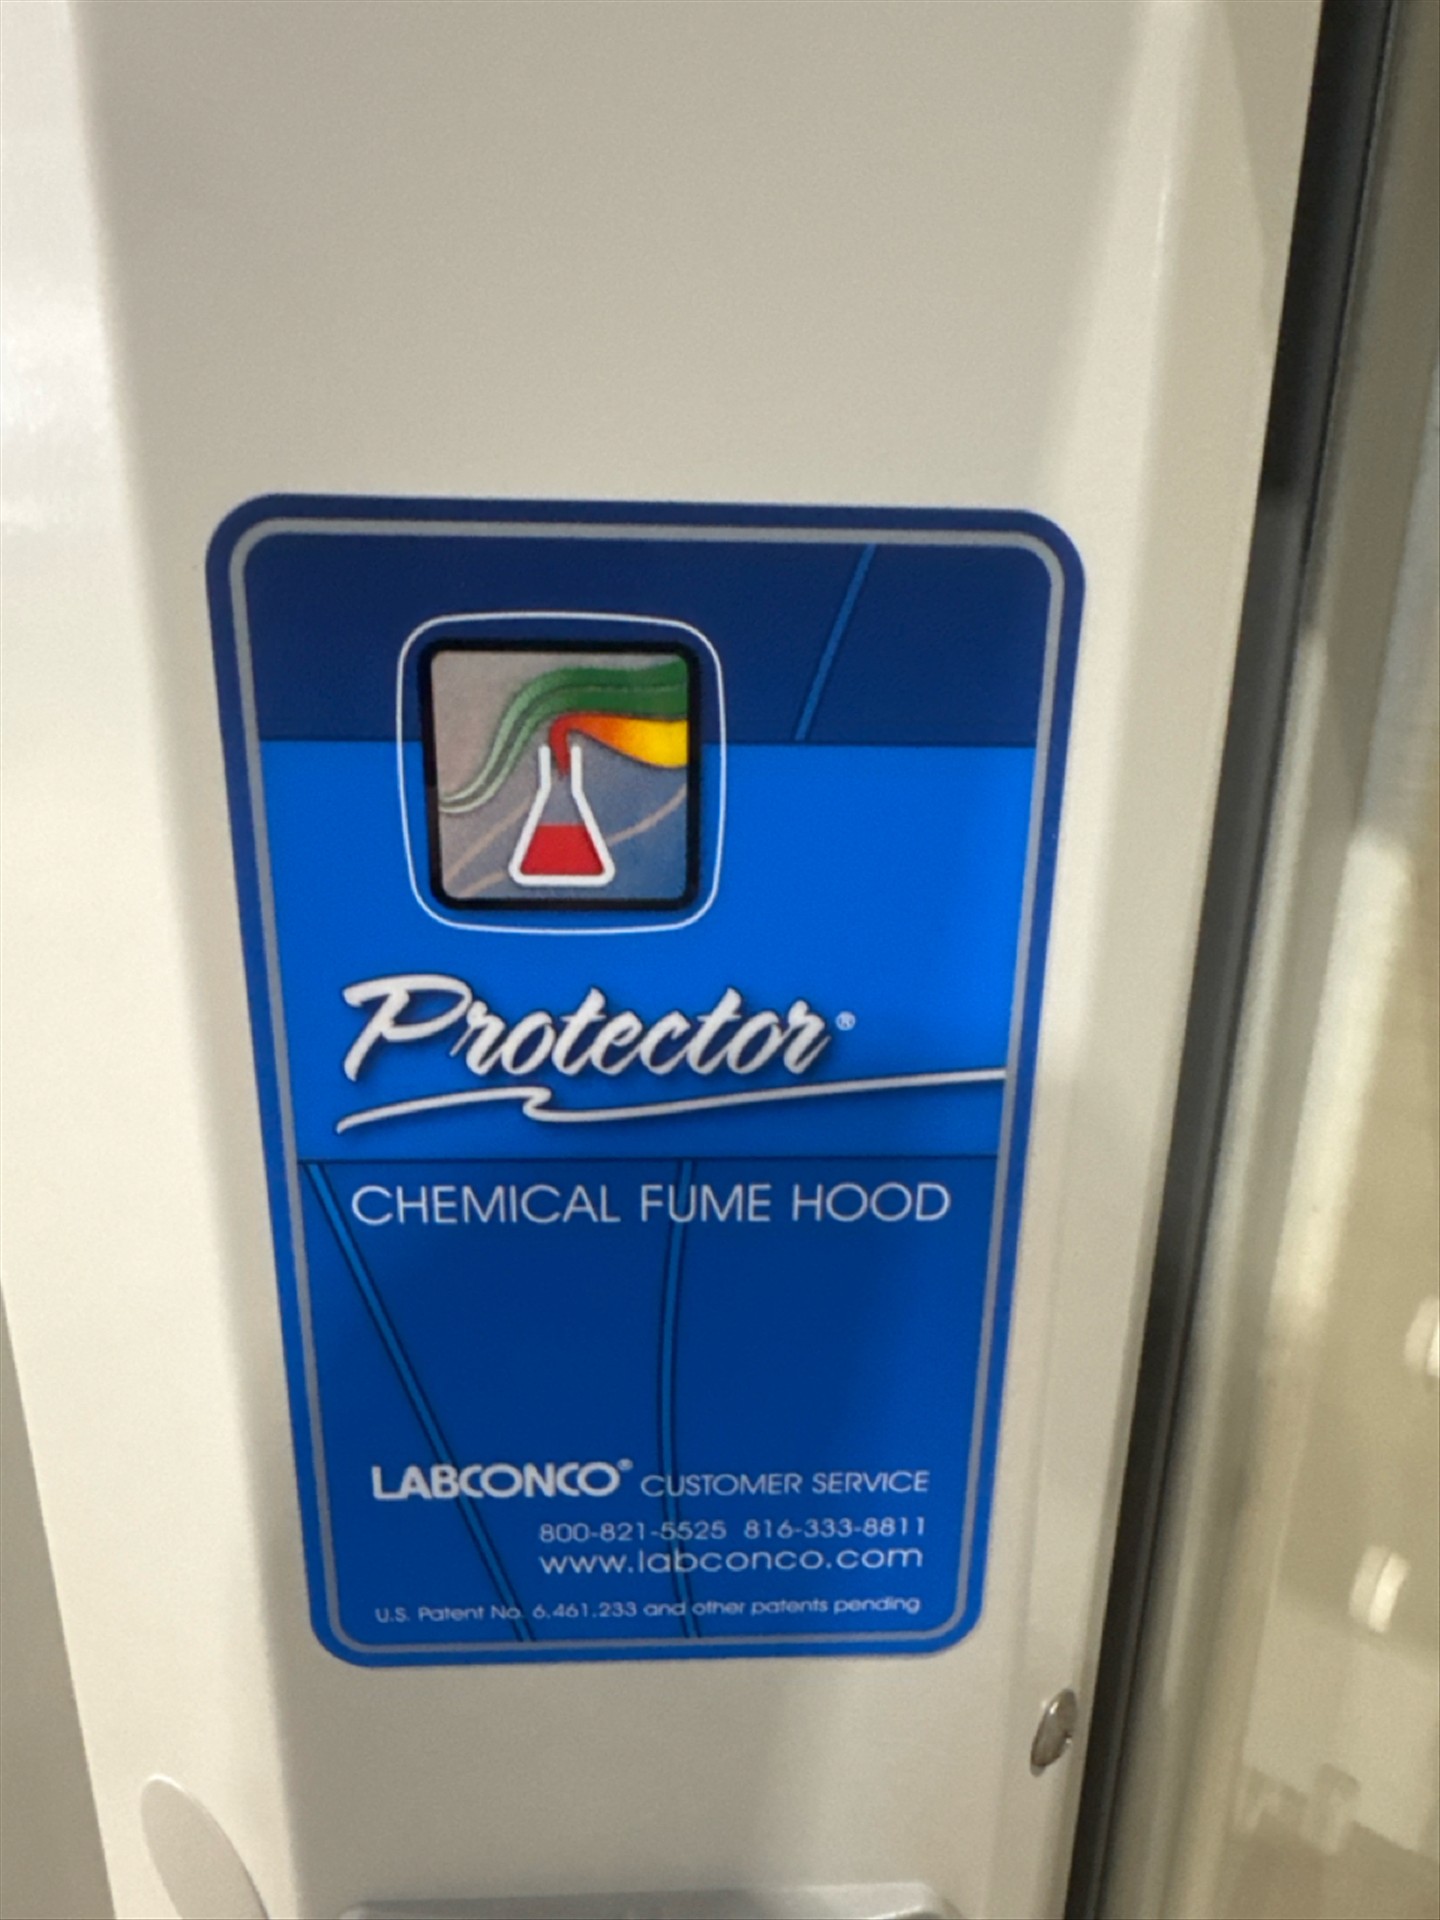 Protector®
CHEMICAL FUME HOOD
LABCONCO® CUSTOMER SERVICE
800-821-5525 816-333-8811
www.labconco.com
U.S. Patent No. 6,461,233 and other patents pending